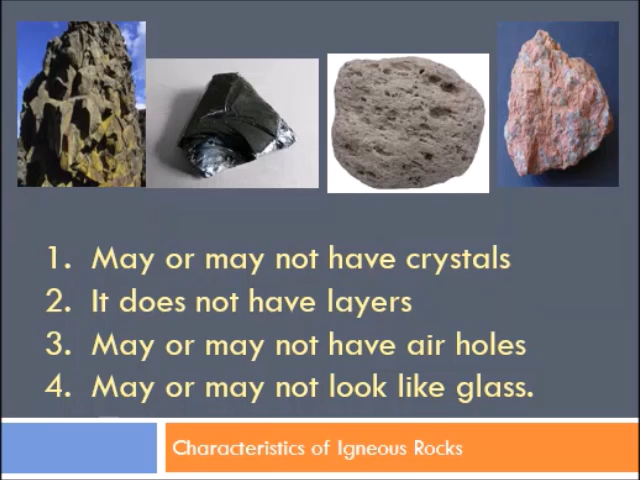 1. May or may not have crystals
2. It does not have layers
3. May or may not have air holes
4. May or may not look like glass.
Characteristics of Igneous Rocks